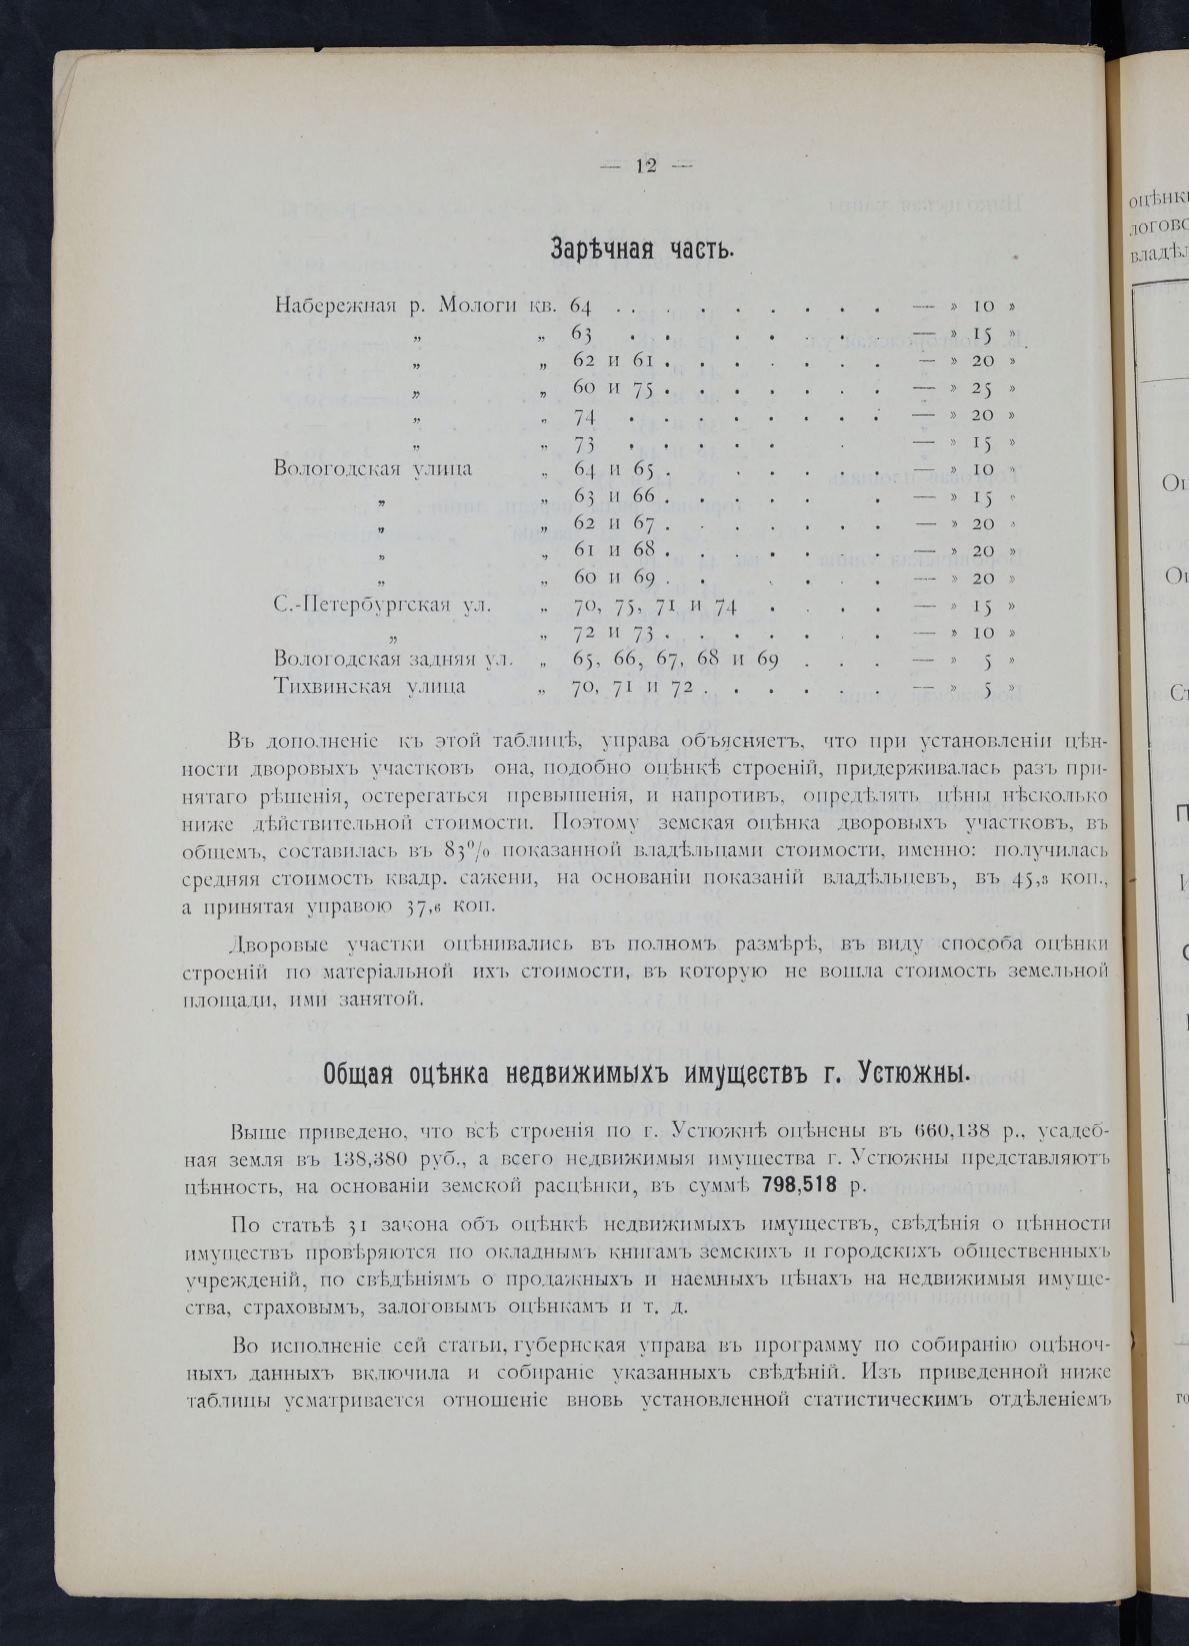 — 12 —
Зарѣчная часть.
Набережная р. Мологи кв. 64 . . . . . . . . . — » 10 »
„ „ 63 . . . . . . . . — » 15 »
„ „ 62 и 61 . . . . . . . . — » 20 »
„ „ 60 и 75 . . . . . . . . — » 25 »
„ „ 74 . . . . . . . . . — » 20 »
„ „ 73 . . . . . . . — » 15 »
Вологодская улица „ 64 и 65 . . . . . . . — » 10 »
„ „ 63 и 66 . . . . . . . — » 15 »
„ „ 62 и 67 . . . . . . . . — » 20 »
„ „ 61 и 68 . . . . . . . . — » 20 »
„ „ 60 и 69 . . . . . . — » 20 »
С.-Петербургская ул. „ 70, 75, 71 и 74 . . . . — » 15 »
„ „ 72 и 73 . . . . . . . . — » 10 »
Вологодская задняя ул. „ 65, 66, 67, 68 и 69 . . . — » 5 »
Тихвинская улица „ 70, 71 и 72 . . . . . . — » 5 »
Въ дополненіе къ этой таблицѣ, управа объясняетъ, что при установленіи цѣн-
ности дворовыхъ участковъ она, подобно оцѣнкѣ строеній, придерживалась разъ при-
нятаго рѣшенія, остерегаться превышенія, и напротивъ, опредѣлять цѣны нѣсколько
ниже дѣйствительной стоимости. Поэтому земская оцѣнка дворовыхъ участковъ, въ
общемъ, составилась въ 83% показанной владѣльцами стоимости, именно: получилась
средняя стоимость квадр. сажени, на основаніи показаній владѣльцевъ, въ 45,3 коп.,
а принятая управою 37,6 коп.
Дворовые участки оцѣнивались въ полномъ размѣрѣ, въ виду способа оцѣнки
строеній по матеріальной ихъ стоимости, въ которую не вошла стоимость земельной
площади, ими занятой.
Общая оцѣнка недвижимыхъ имуществъ г. Устюжны.
Выше приведено, что всѣ строенія по г. Устюжнѣ оцѣнены въ 660,138 р., усадеб-
ная земля въ 138,380 руб., а всего недвижимыя имущества г. Устюжны представляютъ
цѣнность, на основаніи земской расцѣнки, въ суммѣ 798,518 р.
По статьѣ 31 закона объ оцѣнкѣ недвижимыхъ имуществъ, свѣдѣнія о цѣнности
имуществъ провѣряются по окладнымъ книгамъ земскихъ и городскихъ общественныхъ
учрежденій, по свѣдѣніямъ о продажныхъ и наемныхъ цѣнахъ на недвижимыя имуще-
ства, страховымъ, залоговымъ оцѣнкамъ и т. д.
Во исполненіе сей статьи, губернская управа въ программу по собиранію оцѣноч-
ныхъ данныхъ включила и собираніе указанныхъ свѣдѣній. Изъ приведенной ниже
таблицы усматривается отношеніе вновь установленной статистическимъ отдѣленіемъ